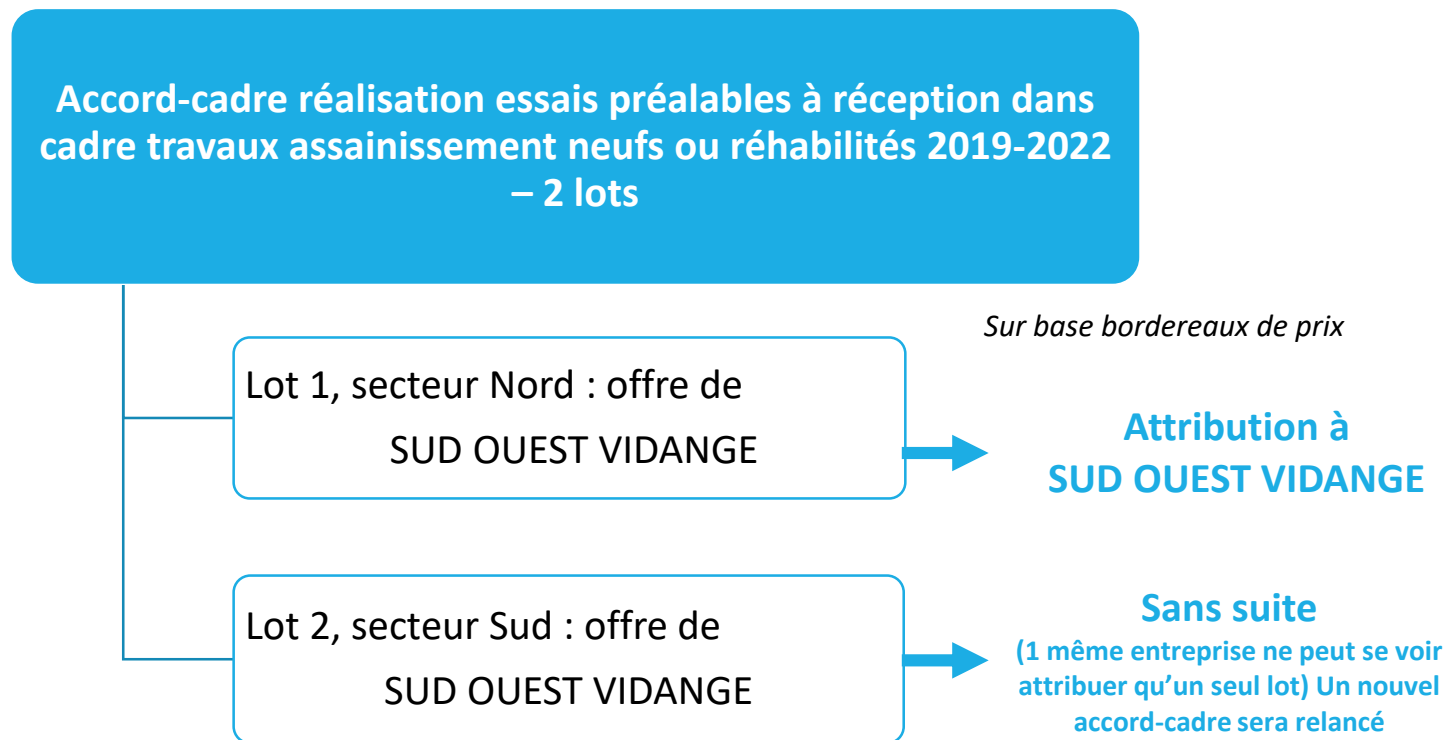 Accord-cadre réalisation essais préalables à réception dans
cadre travaux assainissement neufs ou réhabilités 2019-2022
– 2 lots
Sur base bordereaux de prix
Lot 1, secteur Nord : offre de
SUD OUEST VIDANGE
Attribution à
SUD OUEST VIDANGE
Lot 2, secteur Sud : offre de
SUD OUEST VIDANGE
Sans suite
(1 même entreprise ne peut se voir
attribuer qu’un seul lot) Un nouvel
accord-cadre sera relancé